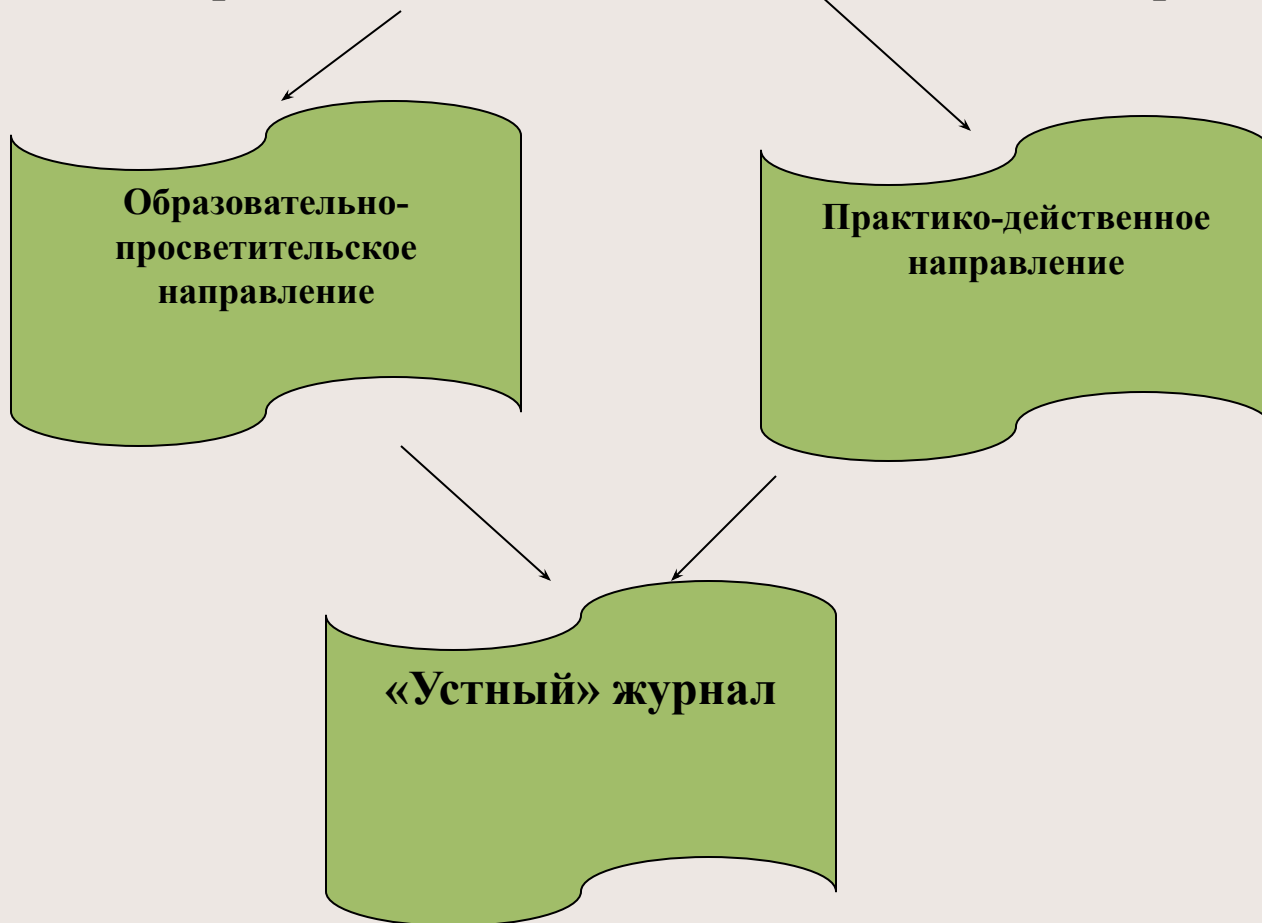 Образовательно-
просветительское
направление
Практико-действенное
направление
«Устный» журнал